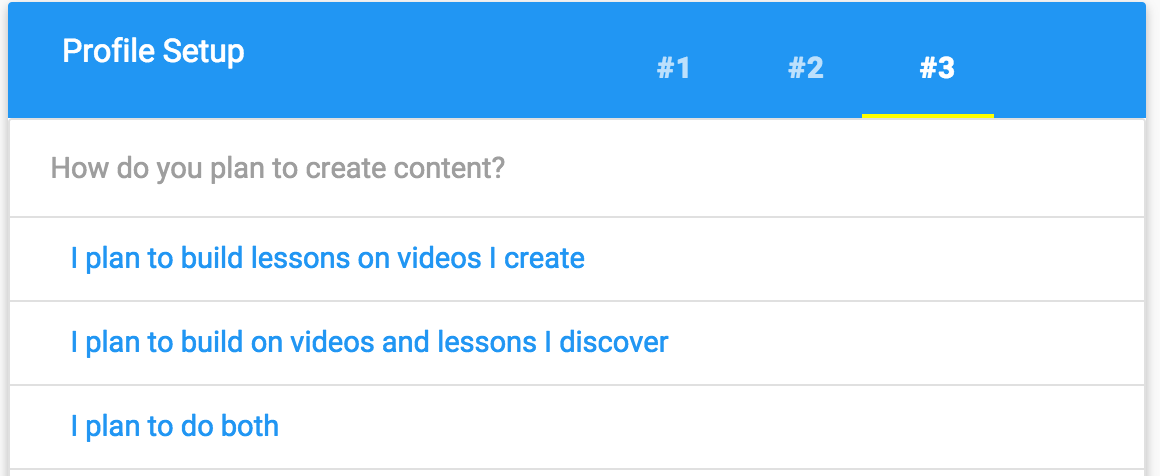 Profile Setup
#1 #2 #3
How do you plan to create content?
I plan to build lessons on videos I create
I plan to build on videos and lessons I discover
I plan to do both